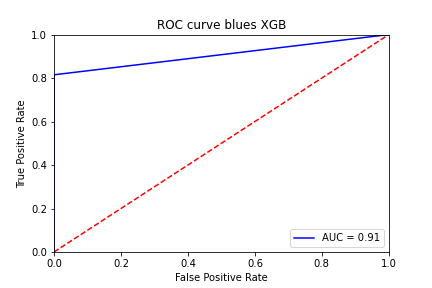 ROC curve blues XGB
True Positive Rate
1.0
0.8
0.6
0.4
0.2
0.0
AUC = 0.91
0.0 0.2 0.4 0.6 0.8 1.0
False Positive Rate